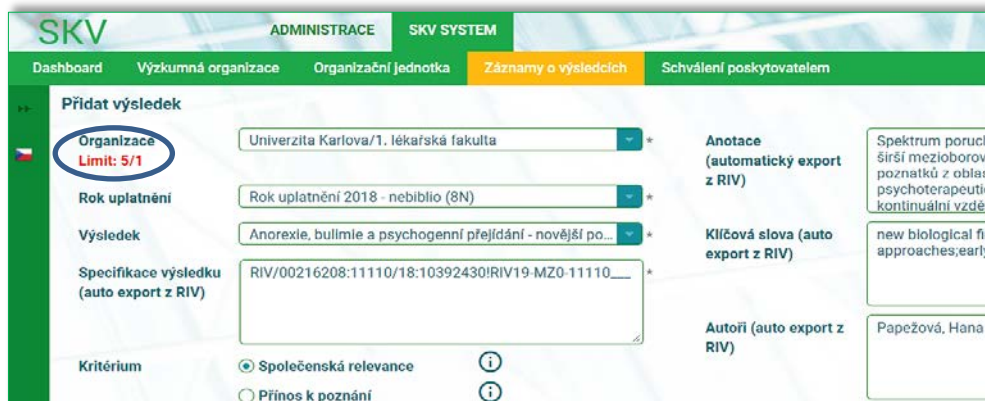 SKV
ADMINISTRACE SKV SYSTEM
Dashboard Výzkumná organizace Organizační jednotka Záznamy o výsledcích Schválení poskytovatelem
Přidat výsledek
Organizace
Limit: 5/1
Univerzita Karlova/1. lékařská fakulta *
Rok uplatnění
Rok uplatnění 2018 - nebiblio (8N) *
Výsledek
Anorexie, bulimie a psychogenní přejídání - novější po... *
Specifikace výsledku
(auto export z RIV)
RIV/00216208:11110/18:10392430!RIV19-MZ0-11110___ *
Kritérium
Společenská relevance
Přínos k poznání
Anotace
(automatický export
z RIV)
Spektrum poruch
širší mezioborov
poznatků z oblas
psychoterapeutic
kontinuální vzdě
Klíčová slova (auto
export z RIV)
new biological fi
approaches;early
Autoři (auto export z
RIV)
Papežová, Hana